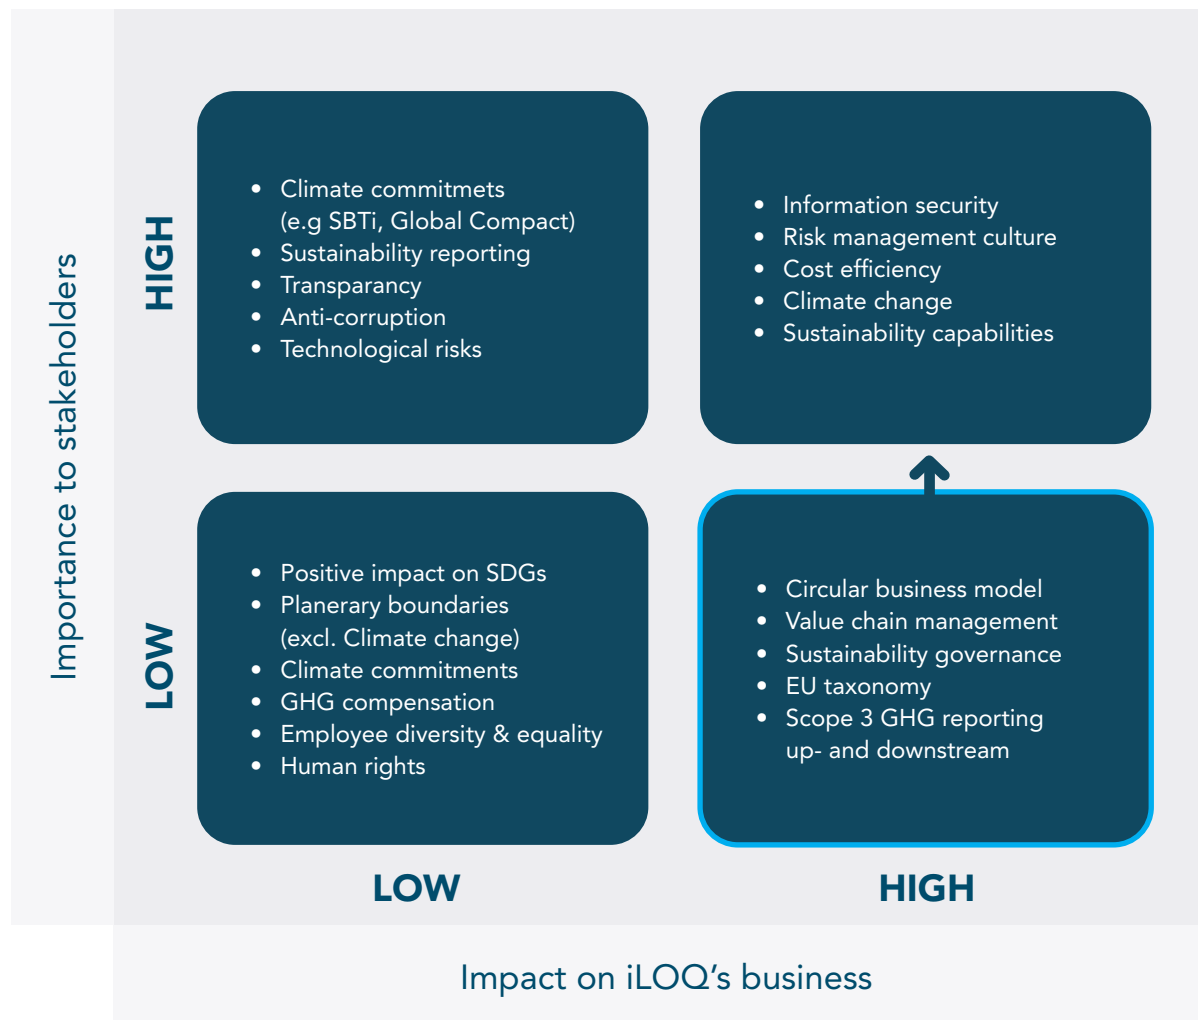 Importance to stakeholders
HIGH
• Climate commitmets
(e.g SBTi, Global Compact)
• Sustainability reporting
• Transparancy
• Anti-corruption
• Technological risks
• Information security
• Risk management culture
• Cost efficiency
• Climate change
• Sustainability capabilities
LOW
• Positive impact on SDGs
• Planerary boundaries
(excl. Climate change)
• Climate commitments
• GHG compensation
• Employee diversity & equality
• Human rights
• Circular business model
• Value chain management
• Sustainability governance
• EU taxonomy
• Scope 3 GHG reporting
up- and downstream
LOW
HIGH
Impact on iLOQ’s business